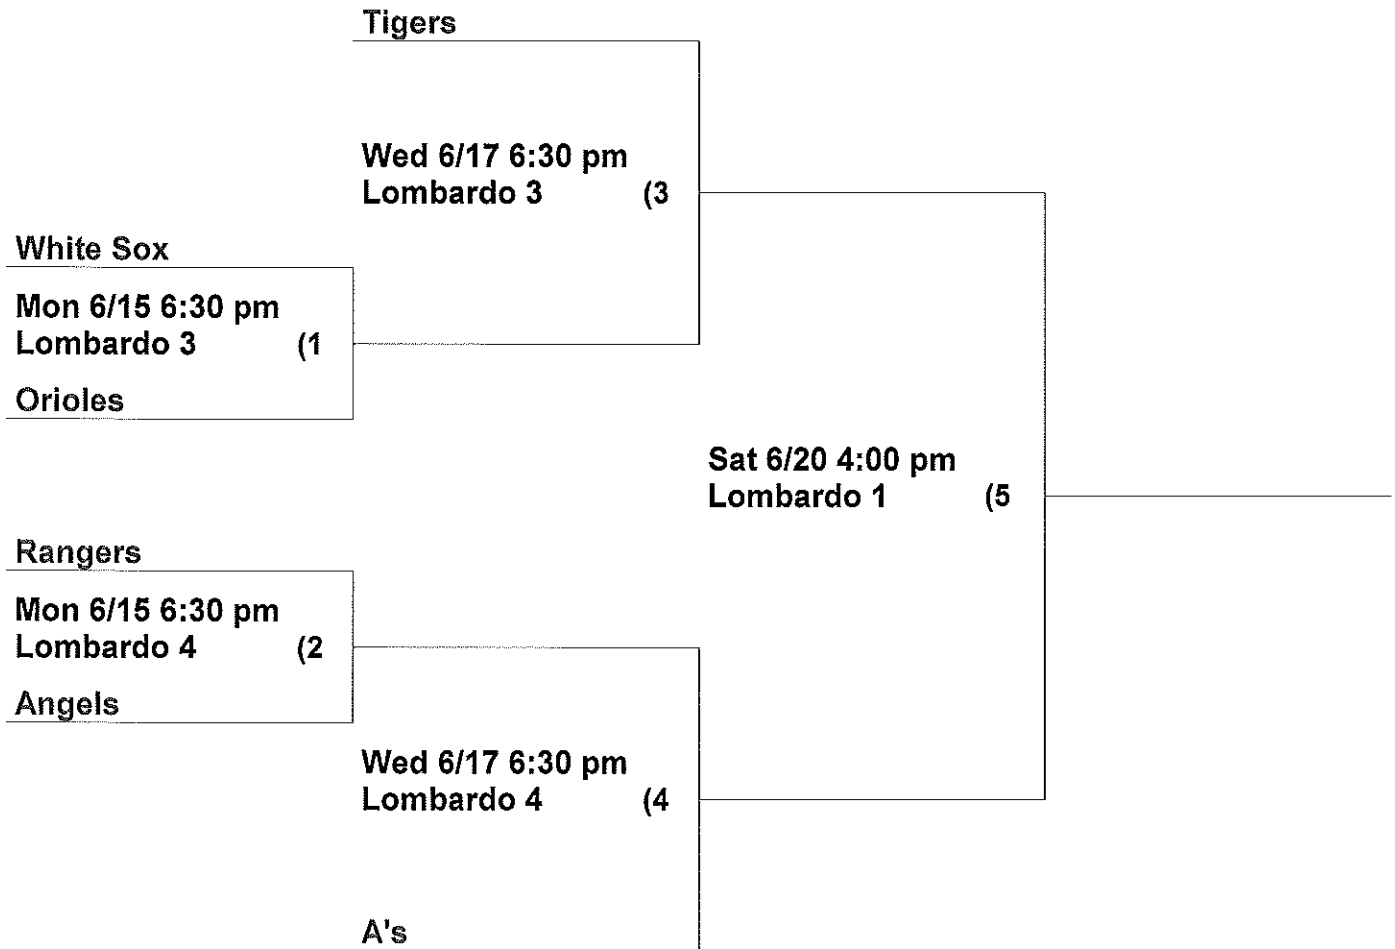 Tigers
Wed 6/17 6:30 pm
Lombardo 3 (3
White Sox
Mon 6/15 6:30 pm
Lombardo 3 (1
Orioles
Sat 6/20 4:00 pm
Lombardo 1 (5
Rangers
Mon 6/15 6:30 pm
Lombardo 4 (2
Angels
Wed 6/17 6:30 pm
Lombardo 4 (4
A's